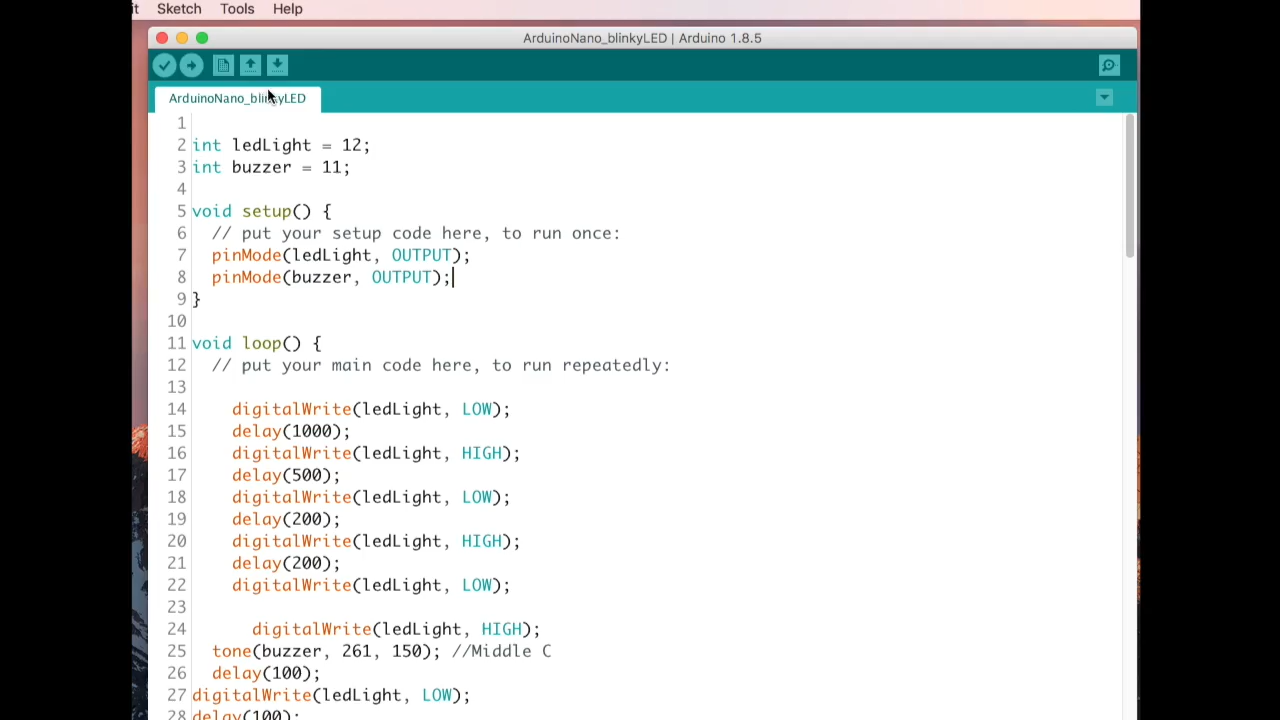 Sketch Tools Help
ArduinoNano_blinkyLED | Arduino 1.8.5
ArduinoNano_blinkyLED
1
2 int ledLight = 12;
3 int buzzer = 11;
4
5 void setup() {
6 // put your setup code here, to run once:
7 pinMode(ledLight, OUTPUT);
8 pinMode(buzzer, OUTPUT);
9 }
10
11 void loop() {
12 // put your main code here, to run repeatedly:
13
14 digitalWrite(ledLight, LOW);
15 delay(1000);
16 digitalWrite(ledLight, HIGH);
17 delay(500);
18 digitalWrite(ledLight, LOW);
19 delay(200);
20 digitalWrite(ledLight, HIGH);
21 delay(200);
22 digitalWrite(ledLight, LOW);
23
24 digitalWrite(ledLight, HIGH);
25 tone(buzzer, 261, 150); //Middle C
26 delay(100);
27 digitalWrite(ledLight, LOW);
28 delay(100);